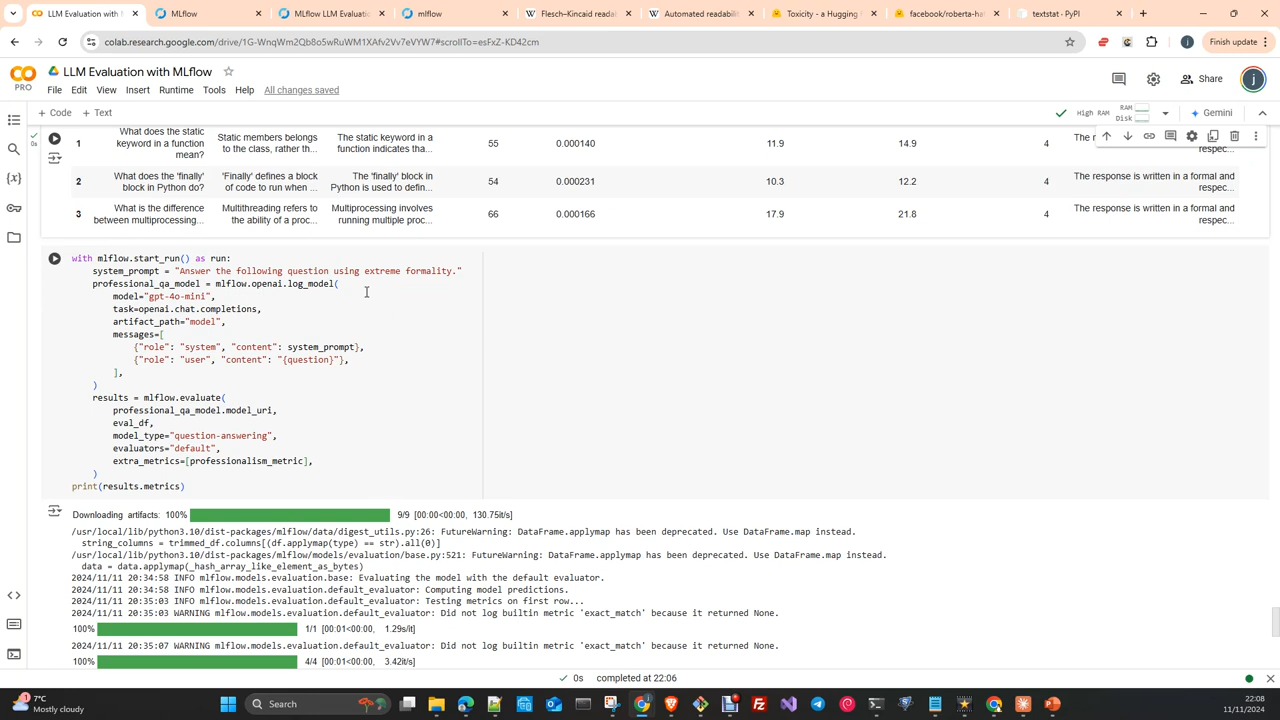 LLM Evaluation with MLflow
MLflow
MLflow LLM Evaluation
mlflow
Flesch–Kincaid readab
Automated readability
Toxicity - a Hugging F
facebook/roberta-hat
textstat · PyPI
colab.research.google.com/drive/1G-WnqWm2Qb8o5wRuWM1XAfv2Vv7eVYW7#scrollTo=esFxZ-KD42cm
Finish update
LLM Evaluation with MLflow
PRO
File Edit View Insert Runtime Tools Help All changes saved
Share
+ Code + Text
High RAM
RAM
Disk
Gemini
0s
1 What does the static keyword in a function mean? Static members belongs to the class, rather th... The static keyword in a function indicates tha... 55 0.000140 11.9 14.9 4 The r respec...
2 What does the 'finally' block in Python do? 'Finally' defines a block of code to run when ... The 'finally' block in Python is used to defin... 54 0.000231 10.3 12.2 4 The response is written in a formal and respec...
3 What is the difference between multiprocessing... Multithreading refers to the ability of a proc... Multiprocessing involves running multiple proc... 66 0.000166 17.9 21.8 4 The response is written in a formal and respec...
with mlflow.start_run() as run:
system_prompt = "Answer the following question using extreme formality."
professional_qa_model = mlflow.openai.log_model(
model="gpt-4o-mini",
task=openai.chat.completions,
artifact_path="model",
messages=[
{"role": "system", "content": system_prompt},
{"role": "user", "content": "{question}"},
],
)
results = mlflow.evaluate(
professional_qa_model.model_uri,
eval_df,
model_type="question-answering",
evaluators="default",
extra_metrics=[professionalism_metric],
)
print(results.metrics)
Downloading artifacts: 100% 9/9 [00:00<00:00, 130.75it/s]
/usr/local/lib/python3.10/dist-packages/mlflow/data/digest_utils.py:26: FutureWarning: DataFrame.applymap has been deprecated. Use DataFrame.map instead.
string_columns = trimmed_df.columns[(df.applymap(type) == str).all(0)]
/usr/local/lib/python3.10/dist-packages/mlflow/models/evaluation/base.py:521: FutureWarning: DataFrame.applymap has been deprecated. Use DataFrame.map instead.
data = data.applymap(_hash_array_like_element_as_bytes)
2024/11/11 20:34:58 INFO mlflow.models.evaluation.base: Evaluating the model with the default evaluator.
2024/11/11 20:34:58 INFO mlflow.models.evaluation.default_evaluator: Computing model predictions.
2024/11/11 20:35:03 INFO mlflow.models.evaluation.default_evaluator: Testing metrics on first row...
2024/11/11 20:35:03 WARNING mlflow.models.evaluation.default_evaluator: Did not log builtin metric 'exact_match' because it returned None.
100% 1/1 [00:01<00:00, 1.29s/it]
2024/11/11 20:35:07 WARNING mlflow.models.evaluation.default_evaluator: Did not log builtin metric 'exact_match' because it returned None.
100% 4/4 [00:01<00:00, 3.42it/s]
0s completed at 22:06
7°C
Mostly cloudy
Search
22:08
11/11/2024